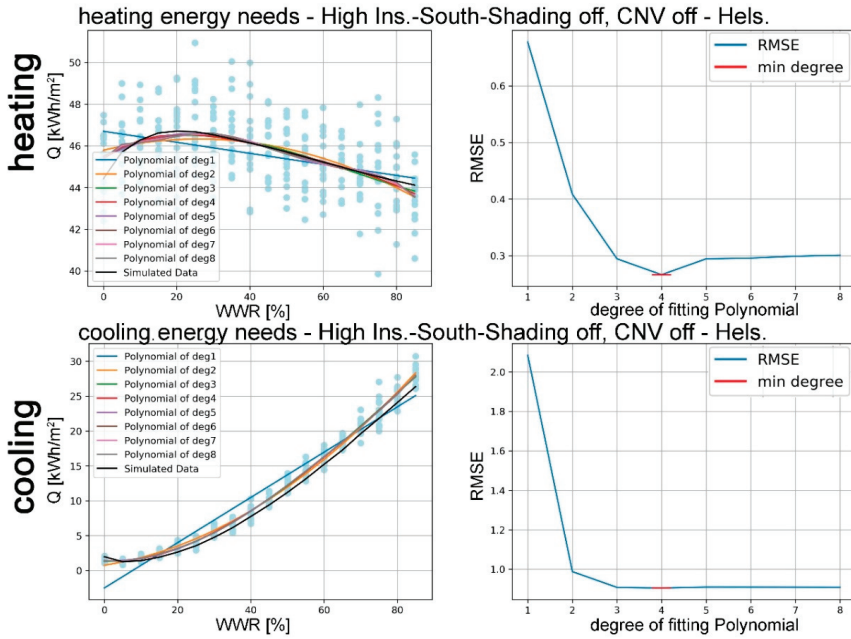 heating energy needs - High Ins.-South-Shading off, CNV off - Hels.
heating
Q [kWh/m²]
50
48
46
44
42
40
Polynomial of deg1
Polynomial of deg2
Polynomial of deg3
Polynomial of deg4
Polynomial of deg5
Polynomial of deg6
Polynomial of deg7
Polynomial of deg8
Simulated Data
0 20 40 60 80
WWR [%]
RMSE
min degree
RMSE
0.6
0.5
0.4
0.3
1 2 3 4 5 6 7 8
degree of fitting Polynomial
cooling energy needs - High Ins.-South-Shading off, CNV off - Hels.
cooling
Q [kWh/m²]
30
25
20
15
10
5
0
Polynomial of deg1
Polynomial of deg2
Polynomial of deg3
Polynomial of deg4
Polynomial of deg5
Polynomial of deg6
Polynomial of deg7
Polynomial of deg8
Simulated Data
0 20 40 60 80
WWR [%]
RMSE
min degree
RMSE
2.0
1.8
1.6
1.4
1.2
1.0
1 2 3 4 5 6 7 8
degree of fitting Polynomial